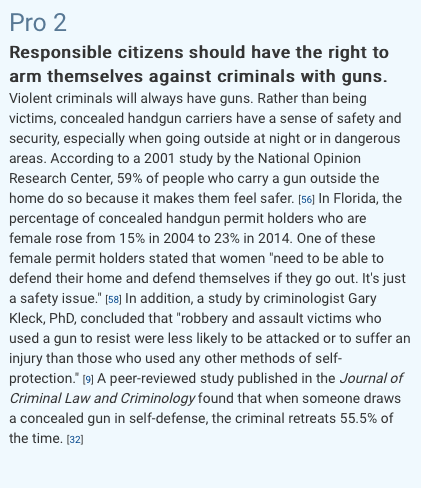 Pro 2
Responsible citizens should have the right to
arm themselves against criminals with guns.
Violent criminals will always have guns. Rather than being
victims, concealed handgun carriers have a sense of safety and
security, especially when going outside at night or in dangerous
areas. According to a 2001 study by the National Opinion
Research Center, 59% of people who carry a gun outside the
home do so because it makes them feel safer. [56] In Florida, the
percentage of concealed handgun permit holders who are
female rose from 15% in 2004 to 23% in 2014. One of these
female permit holders stated that women "need to be able to
defend their home and defend themselves if they go out. It's just
a safety issue." [58] In addition, a study by criminologist Gary
Kleck, PhD, concluded that "robbery and assault victims who
used a gun to resist were less likely to be attacked or to suffer an
injury than those who used any other methods of self-
protection." [9] A peer-reviewed study published in the Journal of
Criminal Law and Criminology found that when someone draws
a concealed gun in self-defense, the criminal retreats 55.5% of
the time. [32]